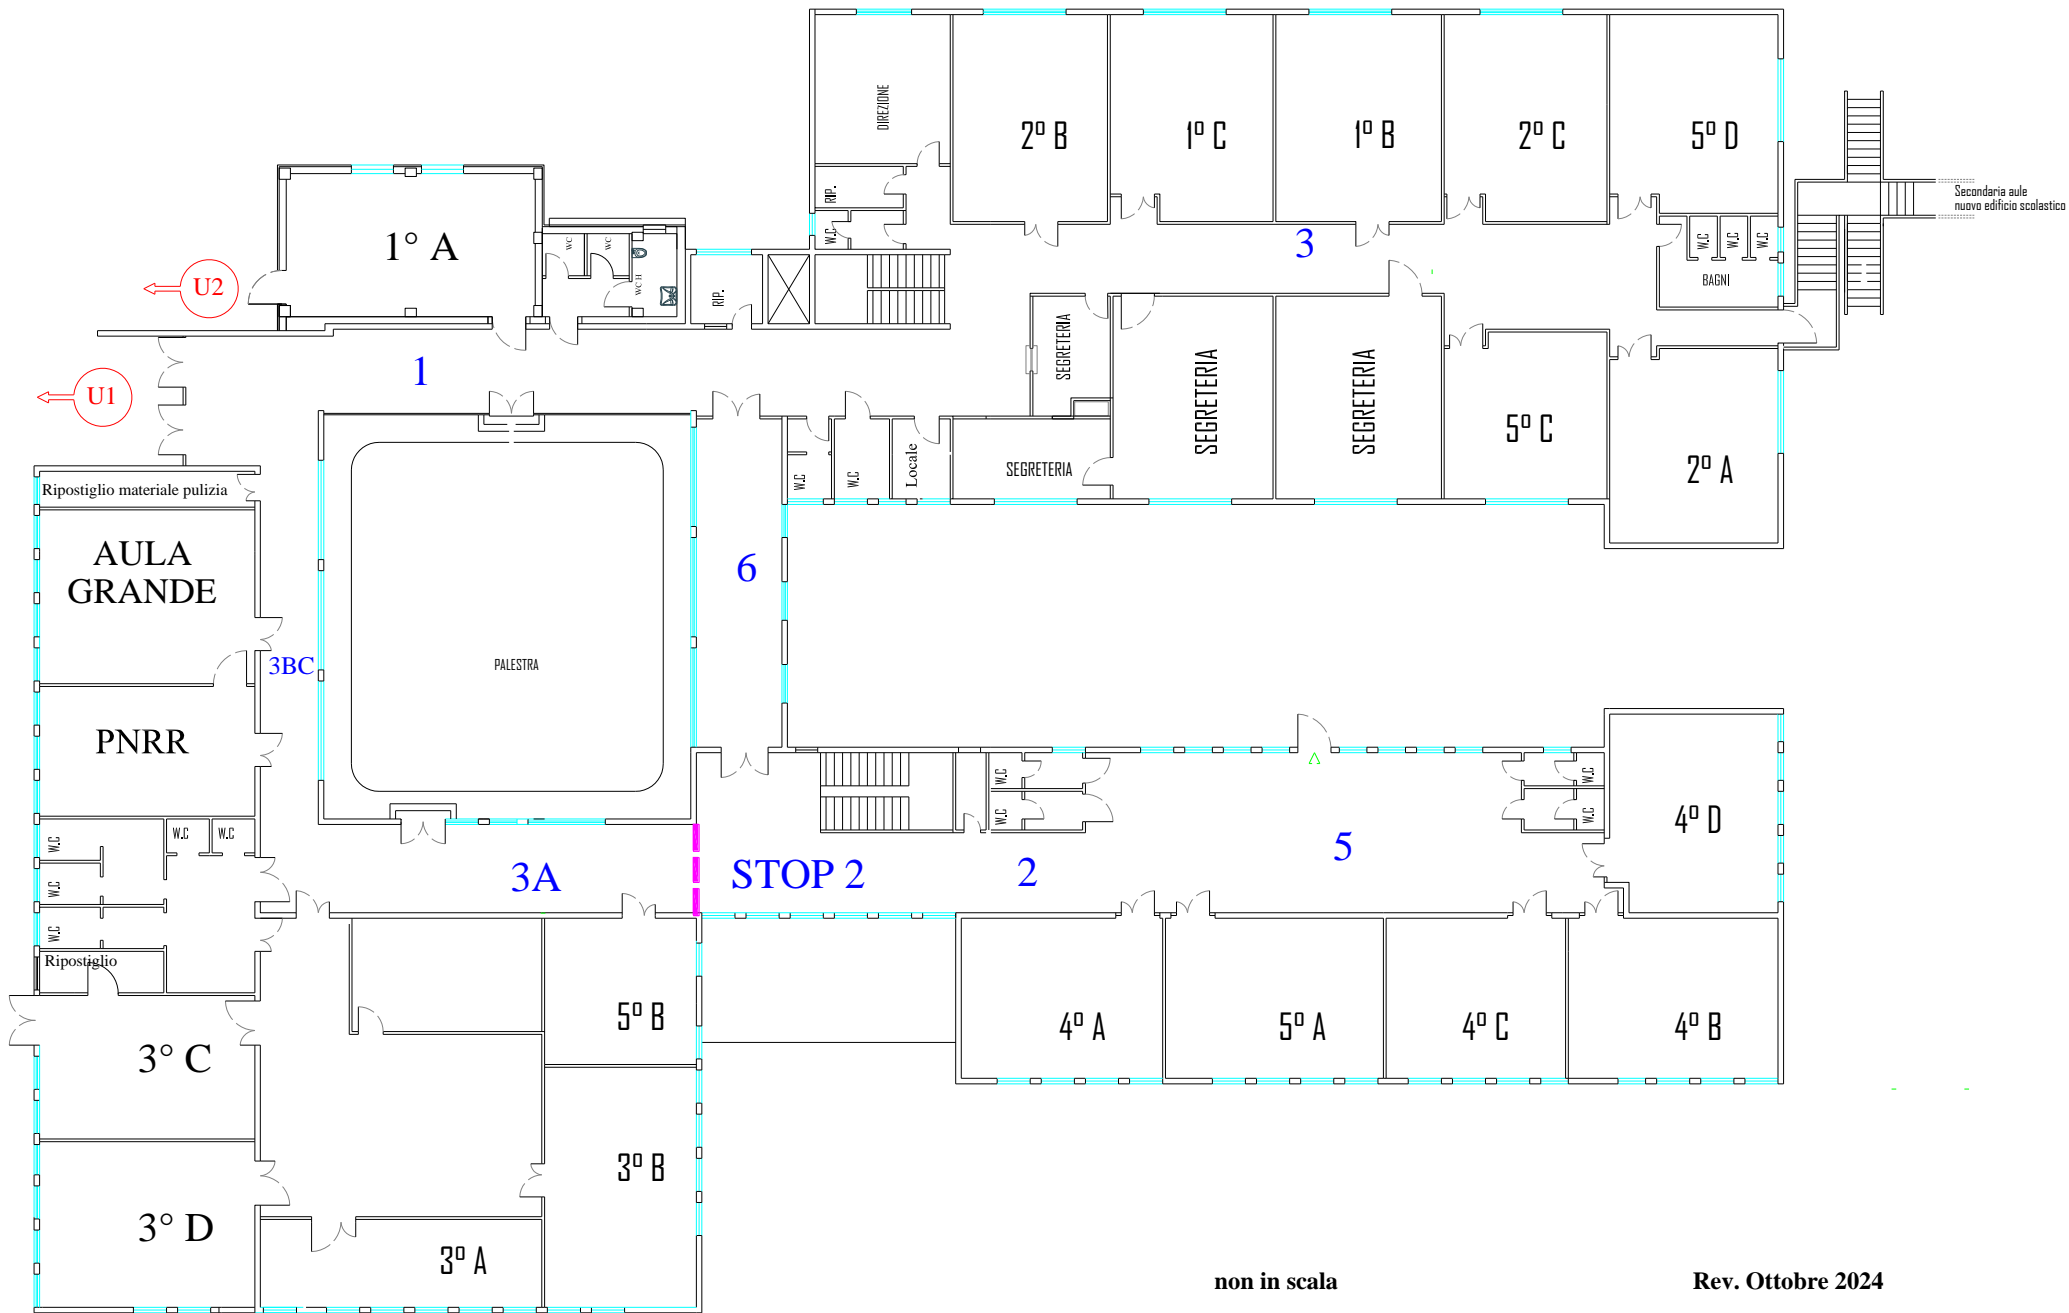 DIREZIONE
2º B
1º C
1º B
2º C
5º D
Secondaria aule
nuovo edificio scolastico
RIP.
W.C
1° A
WC
WC
WC H
RIP.
3
W.C
W.C
W.C
BAGNI
U2
U1
1
SEGRETERIA
SEGRETERIA
SEGRETERIA
5º C
2º A
W.C
W.C
Locale
SEGRETERIA
Ripostiglio materiale pulizia
AULA
GRANDE
6
3BC
PALESTRA
PNRR
W.C
W.C
W.C
W.C
W.C
Ripostiglio
3A
STOP 2
2
5
W.C
W.C
W.C
W.C
4º D
5º B
4º A
5º A
4º C
4º B
3° C
3º B
3° D
3º A
non in scala
Rev. Ottobre 2024